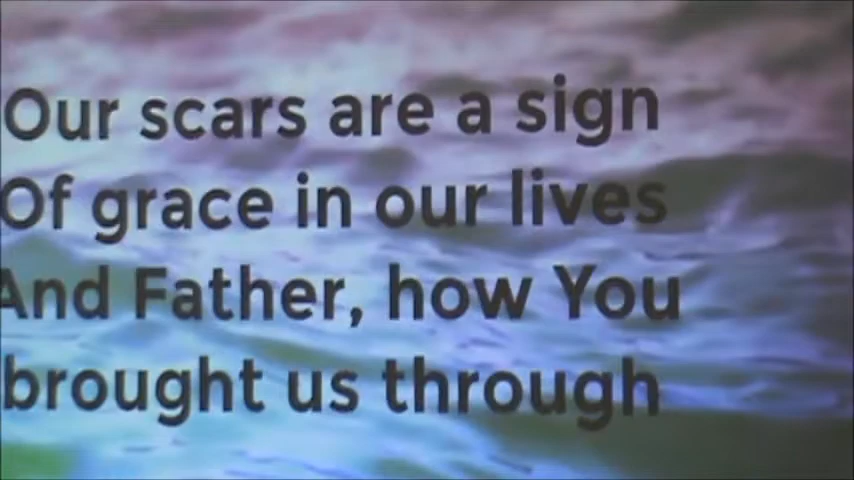 Our scars are a sign
Of grace in our lives
And Father, how You
brought us through